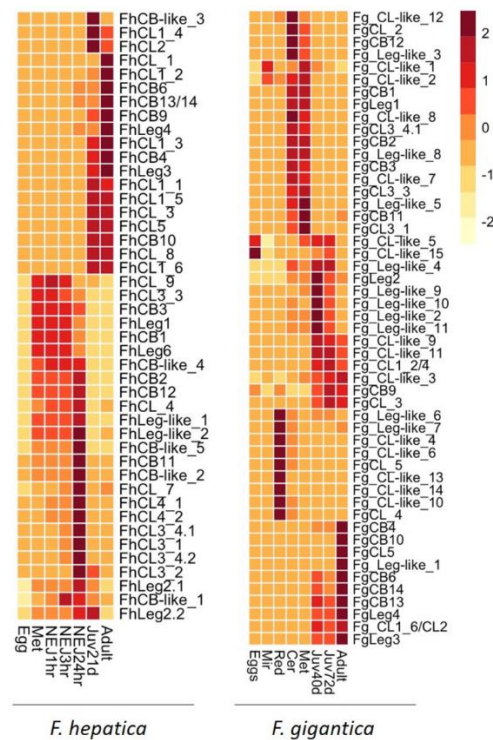 FhCB-like_3
FhCL1_4
FhCL2
FhCL_1
FhCL1_2
FhCB6
FhCB13/14
FhCB9
FhLeg4
FhCL1_3
FhCB4
FhLeg3
FhCL1_1
FhCL1_5
FhCL_3
FhCL5
FhCB10
FhCL_8
FhCL1_6
FhCL_9
FhCL3_3
FhCB3
FhLeg1
FhCB1
FhLeg6
FhCB-like_4
FhCB2
FhCB12
FhCL_4
FhLeg-like_1
FhLeg-like_2
FhCB-like_5
FhCB11
FhCB-like_2
FhCL_7
FhCL4_1
FhCL4_2
FhCL3_4.1
FhCL3_1
FhCL3_4.2
FhCL3_2
FhLeg2.1
FhCB-like_1
FhLeg2.2
Egg
Met
NEJ1hr
NEJ3hr
NEJ24hr
Juv21d
Adult
F. hepatica
Fg_CL-like_12
FgCL_2
FgCB12
Fg_Leg-like_3
Fg_CL-like_1
Fg_CL-like_2
FgCB1
FgLeg1
Fg_CL-like_8
FgCL3_4.1
FgCB2
Fg_Leg-like_8
FgCB3
Fg_CL-like_7
FgCL3_3
Fg_Leg-like_5
FgCB11
FgCL3_1
Fg_CL-like_5
Fg_CL-like_15
Fg_Leg-like_4
FgLeg2
Fg_Leg-like_9
Fg_Leg-like_10
Fg_Leg-like_2
Fg_Leg-like_11
Fg_CL-like_9
Fg_CL-like_11
Fg_CL1_2/4
Fg_CL-like_3
FgCB9
FgCL_3
Fg_Leg-like_6
Fg_Leg-like_7
Fg_CL-like_4
Fg_CL-like_6
FgCL_5
Fg_CL-like_13
Fg_CL-like_14
Fg_CL-like_10
FgCL_4
FgCB4
FgCB10
FgCL5
Fg_Leg-like_1
FgCB6
FgCB14
FgCB13
FgLeg4
Fg_CL1_6/CL2
FgLeg3
Eggs
Mir
Red
Cer
Met
Juv40d
Juv72d
Adult
F. gigantica
2
1
0
-1
-2